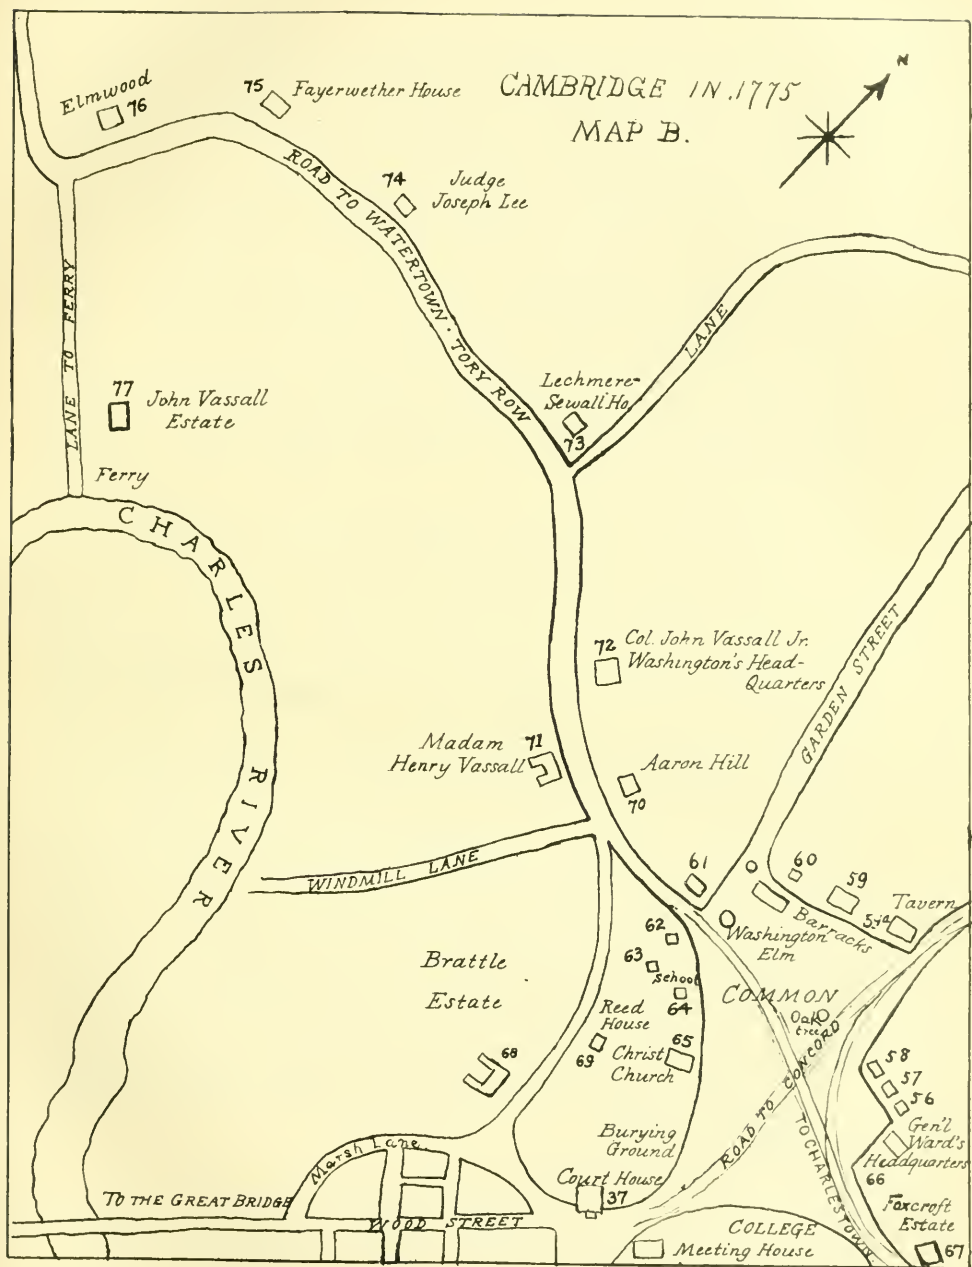 CAMBRIDGE IN 1775
MAP B.
N
Elmwood
76
75
Fayerwether House
74
Judge
Joseph Lee
ROAD TO WATERTOWN · TORY ROW
LANE TO FERRY
LANE
77
John Vassall
Estate
Lechmere-
Sewall Ho.
73
Ferry
CHARLES RIVER
GARDEN STREET
72
Col. John Vassall Jr.
Washington's Head-
Quarters
71
Madam
Henry Vassall
Aaron Hill
70
WINDMILL LANE
61
60
59
Tavern
Barracks
Washington
Elm
62
63
School
64
Brattle
Estate
COMMON
Oak
tree
Reed
House
69
65
Christ
Church
68
58
57
56
ROAD TO CONCORD
TO CHARLESTOWN
Gen'l
Ward's
Headquarters
66
Burying
Ground
Marsh Lane
Court House
37
TO THE GREAT BRIDGE
WOOD STREET
Foxcroft
Estate
67
COLLEGE
Meeting House